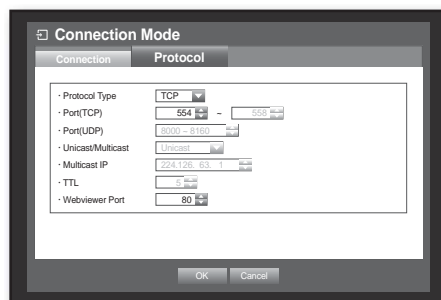 Connection Mode
Connection Protocol
· Protocol Type TCP
· Port(TCP) 554 ~ 558
· Port(UDP) 8000 ~ 8160
· Unicast/Multicast Unicast
· Multicast IP 224.126. 63. 1
· TTL 5
· Webviewer Port 80
OK Cancel